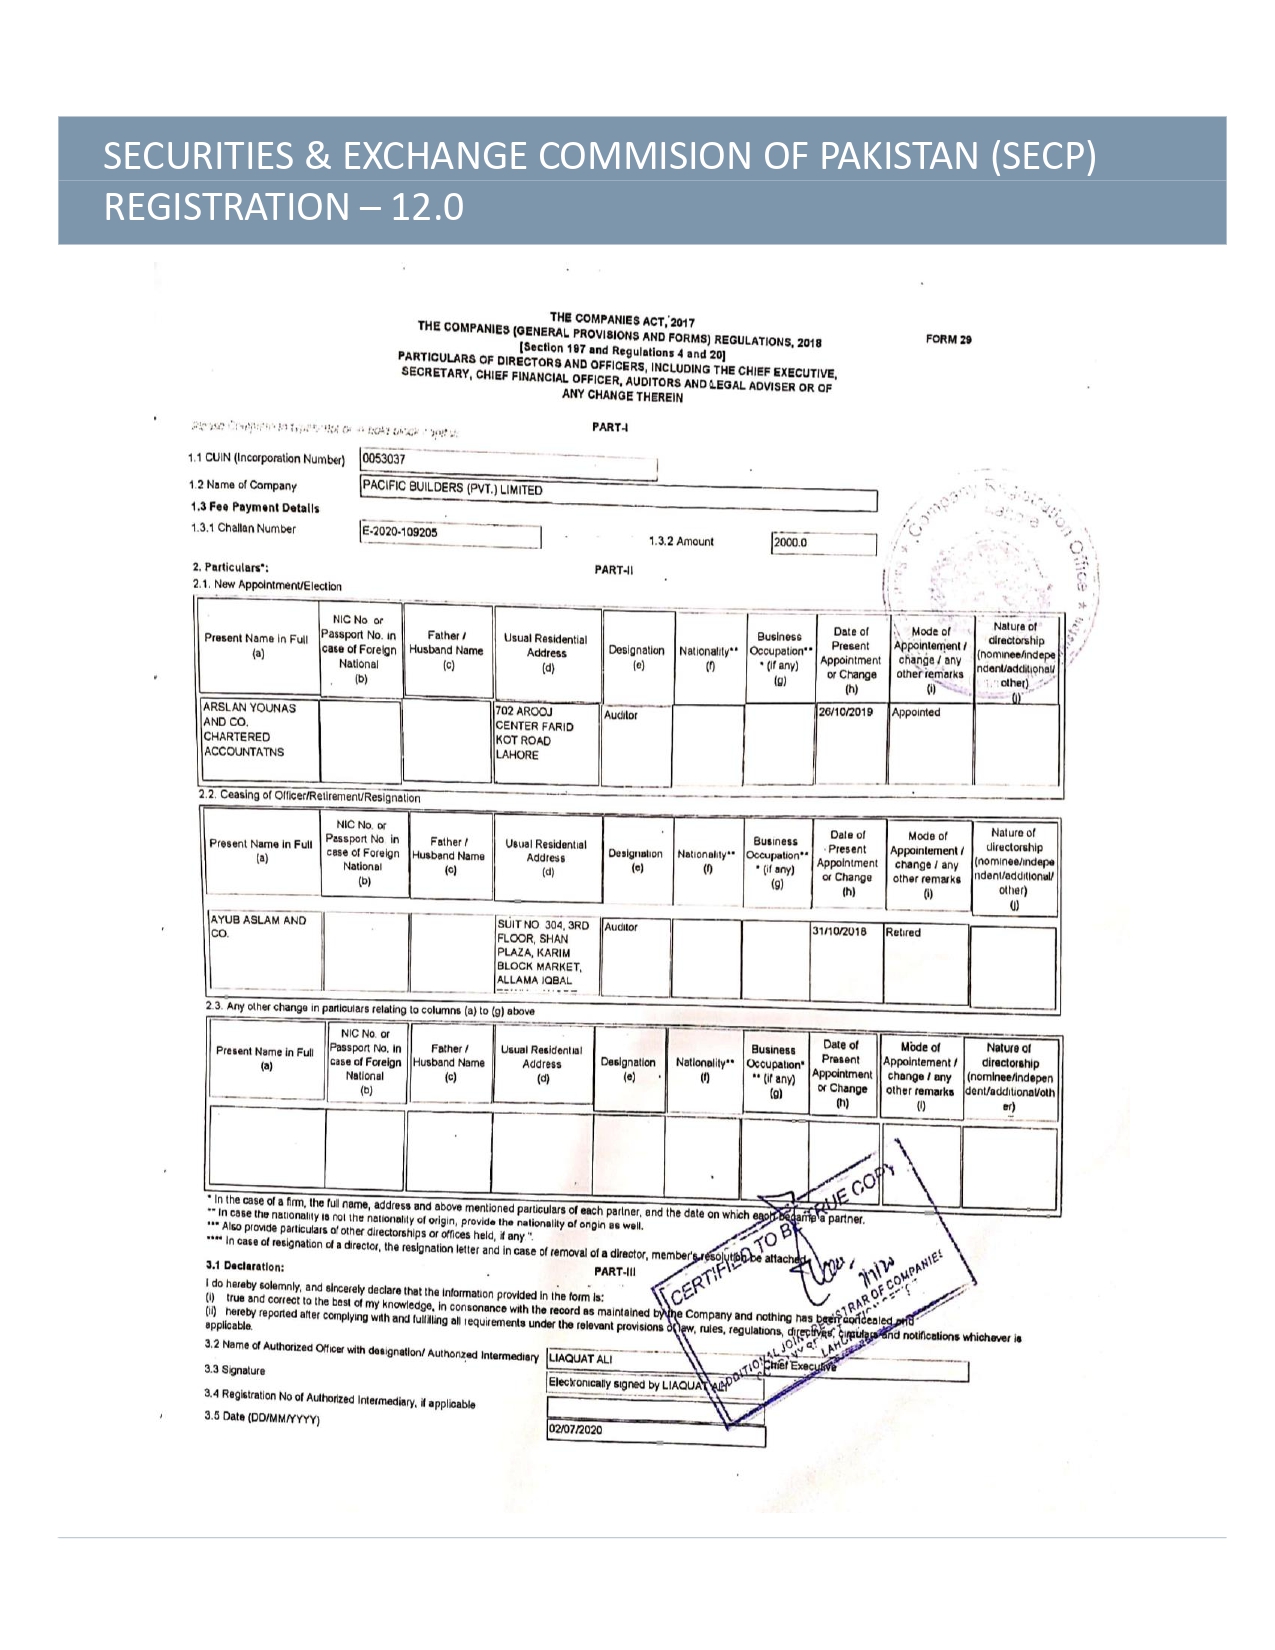 SECURITIES & EXCHANGE COMMISION OF PAKISTAN (SECP)
REGISTRATION – 12.0
THE COMPANIES ACT, 2017
THE COMPANIES (GENERAL PROVISIONS AND FORMS) REGULATIONS, 2018
FORM 29
[Section 197 and Regulations 4 and 20]
PARTICULARS OF DIRECTORS AND OFFICERS, INCLUDING THE CHIEF EXECUTIVE,
SECRETARY, CHIEF FINANCIAL OFFICER, AUDITORS AND LEGAL ADVISER OR OF
ANY CHANGE THEREIN
PART-I
1.1 CUIN (Incorporation Number) 0053037
1.2 Name of Company PACIFIC BUILDERS (PVT.) LIMITED
1.3 Fee Payment Details
1.3.1 Challan Number E-2020-109205 1.3.2 Amount 2000.0
Company Registration Office
Lahore
2. Particulars*: PART-II
2.1. New Appointment/Election
Present Name in Full
(a)
NIC No. or
Passport No. in
case of Foreign
National
(b)
Father /
Husband Name
(c)
Usual Residential
Address
(d)
Designation
(e)
Nationality**
(f)
Business
Occupation**
* (if any)
(g)
Date of
Present
Appointment
or Change
(h)
Mode of
Appointement /
change / any
other remarks
(i)
Nature of
directorship
(nominee/indepe
ndent/additional/
other)
(j)
ARSLAN YOUNAS
AND CO.
CHARTERED
ACCOUNTATNS
702 AROOJ
CENTER FARID
KOT ROAD
LAHORE
Auditor
26/10/2019
Appointed
2.2. Ceasing of Officer/Retirement/Resignation
Present Name in Full
(a)
NIC No. or
Passport No. in
case of Foreign
National
(b)
Father /
Husband Name
(c)
Usual Residential
Address
(d)
Designation
(e)
Nationality**
(f)
Business
Occupation**
* (if any)
(g)
Date of
Present
Appointment
or Change
(h)
Mode of
Appointement /
change / any
other remarks
(i)
Nature of
directorship
(nominee/indepe
ndent/additional/
other)
(j)
AYUB ASLAM AND
CO.
SUIT NO 304, 3RD
FLOOR, SHAN
PLAZA, KARIM
BLOCK MARKET,
ALLAMA IQBAL
Auditor
31/10/2018
Retired
2.3. Any other change in particulars relating to columns (a) to (g) above
Present Name in Full
(a)
NIC No. or
Passport No. in
case of Foreign
National
(b)
Father /
Husband Name
(c)
Usual Residential
Address
(d)
Designation
(e)
Nationality**
(f)
Business
Occupation*
** (if any)
(g)
Date of
Present
Appointment
or Change
(h)
Mode of
Appointement /
change / any
other remarks
(i)
Nature of
directorship
(nominee/indepen
dent/additional/oth
er)
* In the case of a firm, the full name, address and above mentioned particulars of each partner, and the date on which each became a partner.
** In case the nationality is not the nationality of origin, provide the nationality of origin as well.
*** Also provide particulars of other directorships or offices held, if any ".
**** In case of resignation of a director, the resignation letter and in case of removal of a director, member's resolution be attached.
CERTIFIED TO BE TRUE COPY
ADDITIONAL JOINT REGISTRAR OF COMPANIES
LAHORE
3.1 Declaration: PART-III
I do hereby solemnly, and sincerely declare that the information provided in the form is:
(i) true and correct to the best of my knowledge, in consonance with the record as maintained by the Company and nothing has been concealed and
(ii) hereby reported after complying with and fulfilling all requirements under the relevant provisions of law, rules, regulations, directives, circulars and notifications whichever is
applicable.
3.2 Name of Authorized Officer with designation/ Authorized Intermediary LIAQUAT ALI Chief Executive
3.3 Signature Electronically signed by LIAQUAT ALI
3.4 Registration No of Authorized Intermediary, if applicable
3.5 Date (DD/MM/YYYY) 02/07/2020